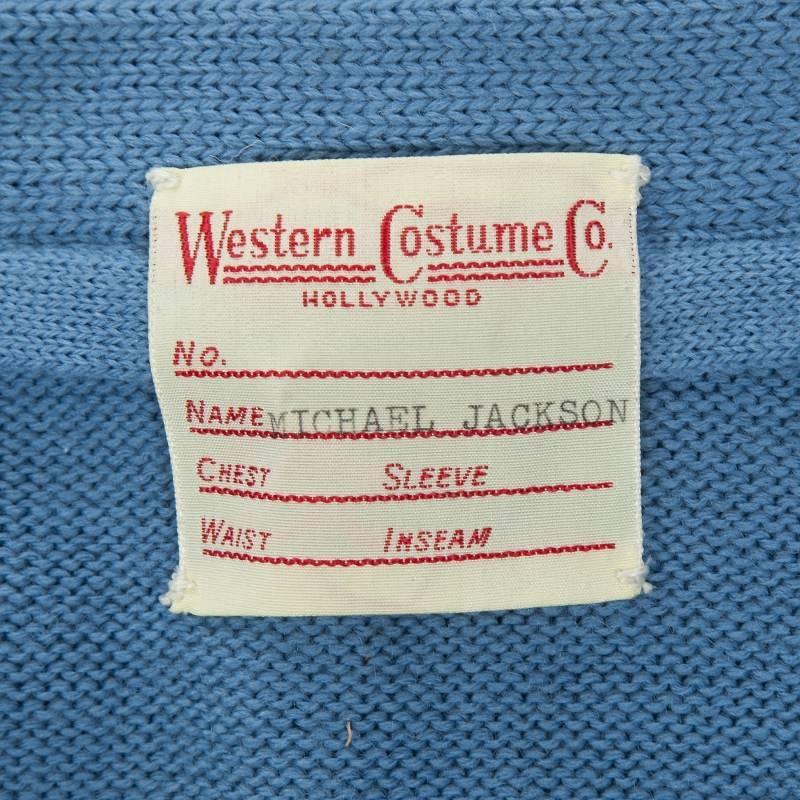 Western Costume Co.
HOLLYWOOD
No.
NAME MICHAEL JACKSON
CHEST SLEEVE
WAIST INSEAM